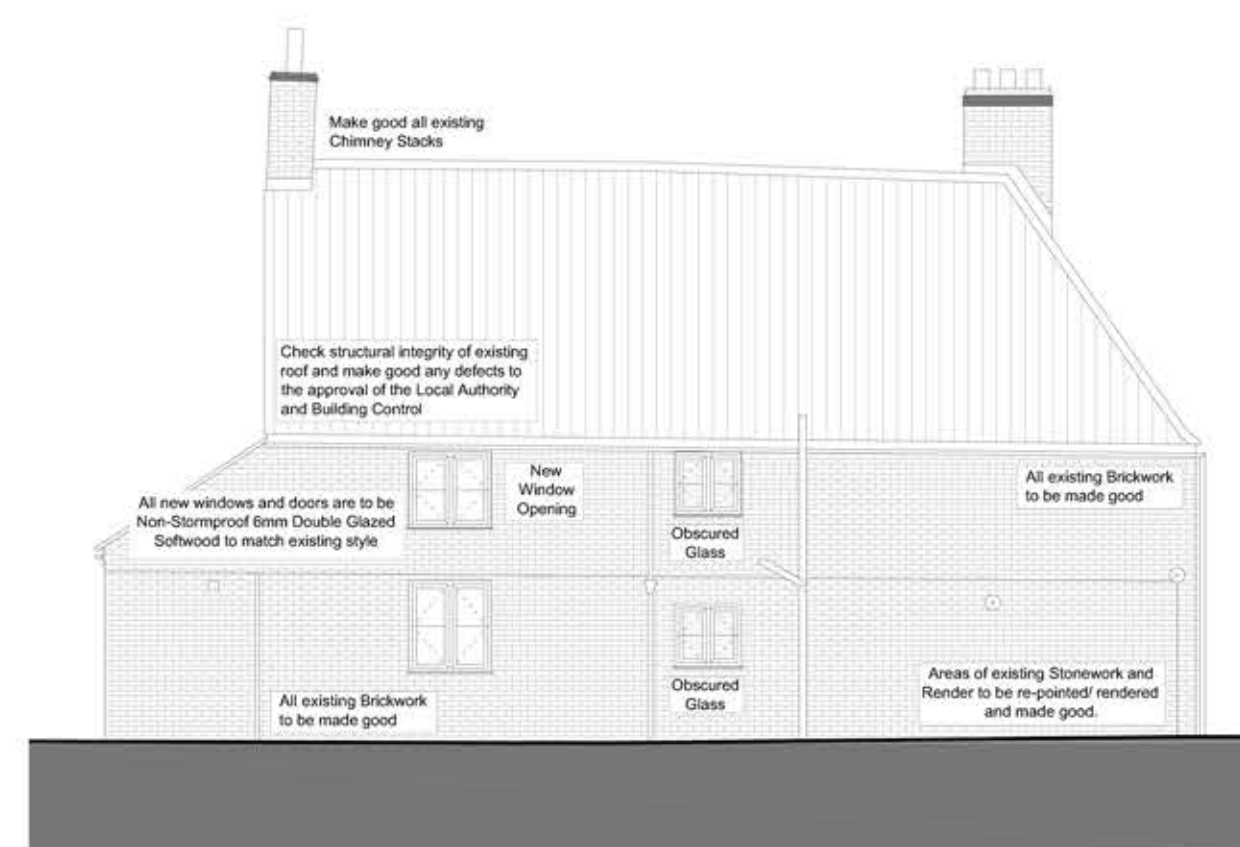 Make good all existing
Chimney Stacks
Check structural integrity of existing
roof and make good any defects to
the approval of the Local Authority
and Building Control
New
Window
Opening
All existing Brickwork
to be made good
All new windows and doors are to be
Non-Stormproof 6mm Double Glazed
Softwood to match existing style
Obscured
Glass
Areas of existing Stonework and
Render to be re-pointed/ rendered
and made good.
Obscured
Glass
All existing Brickwork
to be made good